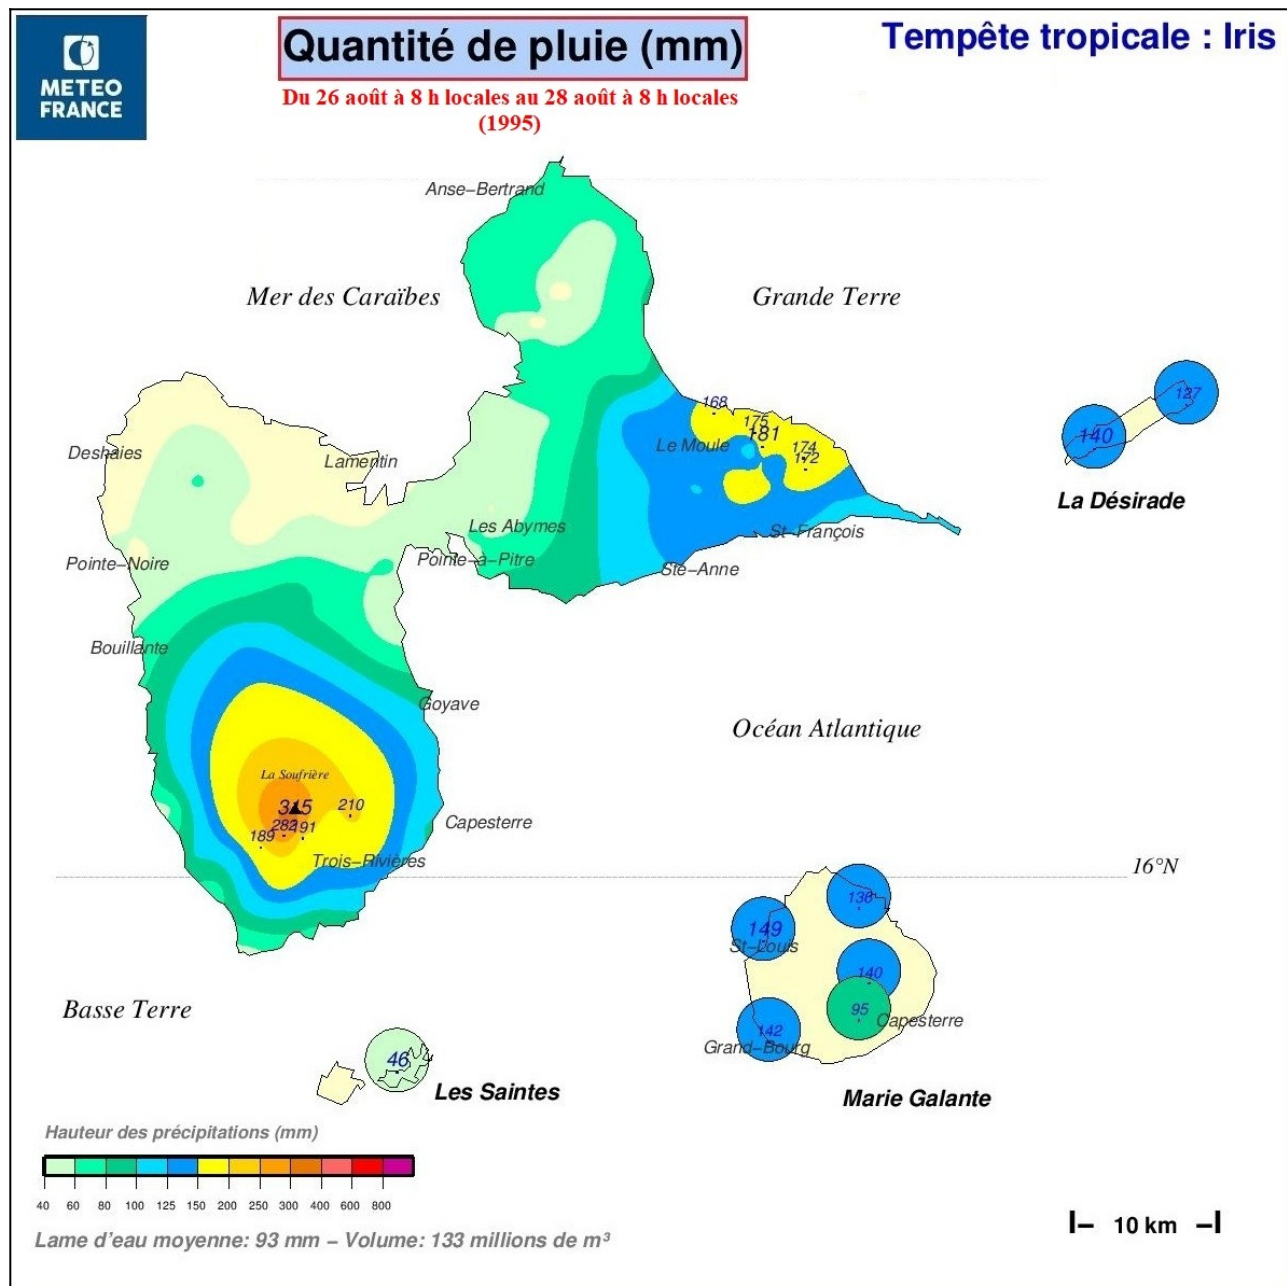 METEO
FRANCE
Quantité de pluie (mm)
Tempête tropicale : Iris
Du 26 août à 8 h locales au 28 août à 8 h locales
(1995)
Anse-Bertrand
Mer des Caraïbes
Grande Terre
127
168
175
181
140
Le Moule
174
172
Deshaies
Lamentin
La Désirade
Les Abymes
St-François
Pointe-à-Pitre
Pointe-Noire
Ste-Anne
Bouillante
Goyave
Océan Atlantique
La Soufrière
315
210
283
191
189
Capesterre
Trois-Rivières
16°N
149
St-Louis
140
95
Capesterre
142
Grand-Bourg
Basse Terre
46
Les Saintes
Marie Galante
Hauteur des précipitations (mm)
40 60 80 100 125 150 200 250 300 400 600 800
10 km
Lame d'eau moyenne: 93 mm – Volume: 133 millions de m³